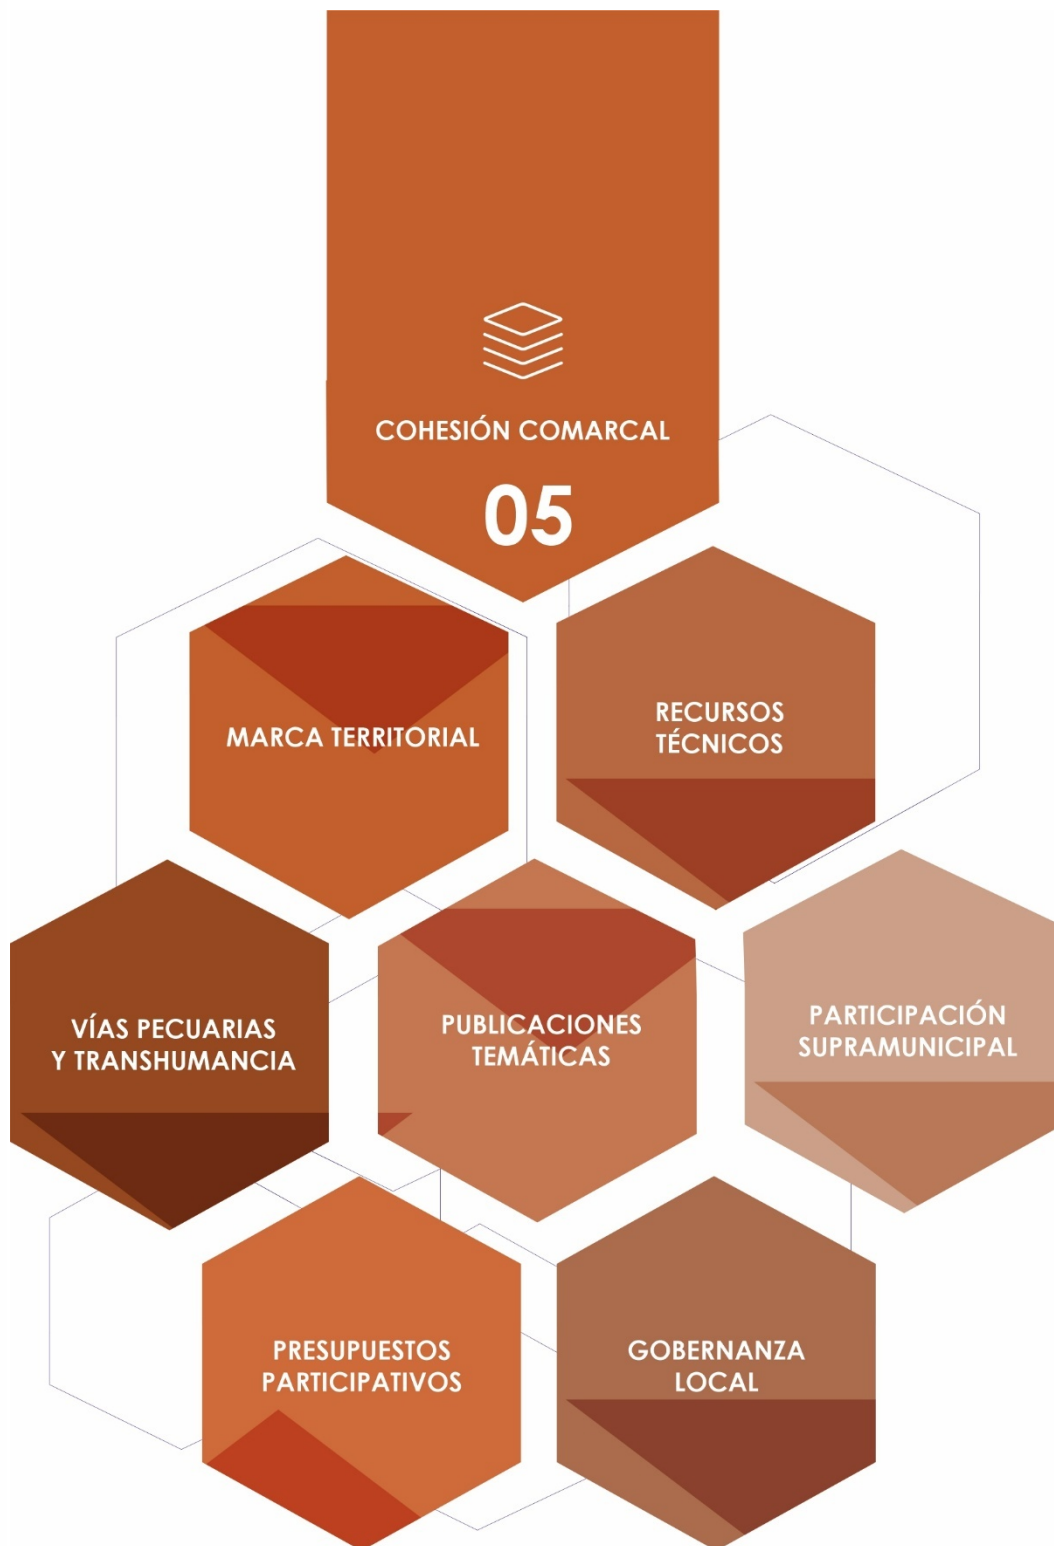 COHESIÓN COMARCAL
05
MARCA TERRITORIAL
RECURSOS
TÉCNICOS
VÍAS PECUARIAS
Y TRANSHUMANCIA
PUBLICACIONES
TEMÁTICAS
PARTICIPACIÓN
SUPRAMUNICIPAL
PRESUPUESTOS
PARTICIPATIVOS
GOBERNANZA
LOCAL